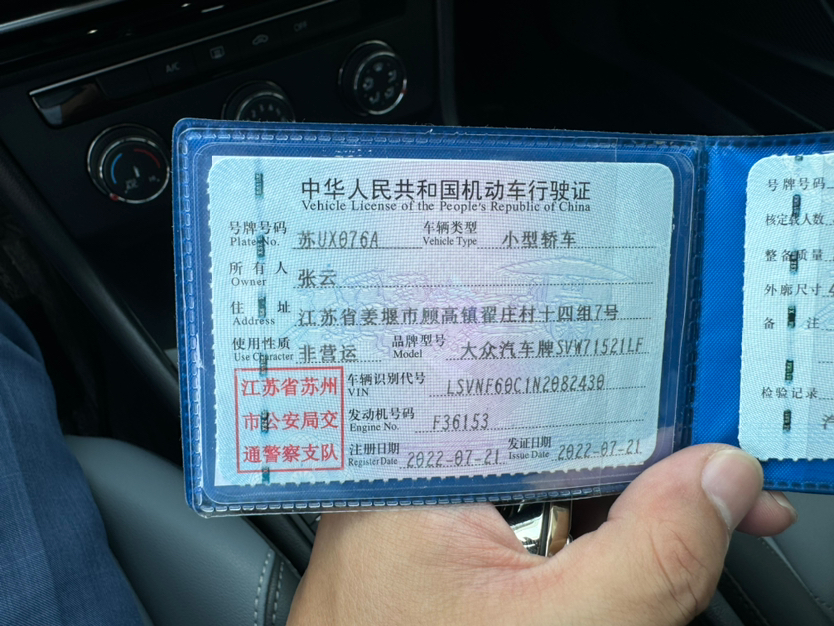 A/C
OFF
中华人民共和国机动车行驶证
Vehicle License of the People's Republic of China
号牌号码 Plate No. 苏UX076A 车辆类型 Vehicle Type 小型轿车
所有人 Owner 张云
住址 Address 江苏省姜堰市顾高镇翟庄村十四组7号
使用性质 Use Character 非营运 品牌型号 Model 大众汽车牌SVW71521LF
江苏省苏州
市公安局交
通警察支队
车辆识别代号 VIN LSVNF60C1N2082430
发动机号码 Engine No. F36153
注册日期 Register Date 2022-07-21 发证日期 Issue Date 2022-07-21
号牌号码
核定载人数
整备质量
外廓尺寸
备注
检验记录